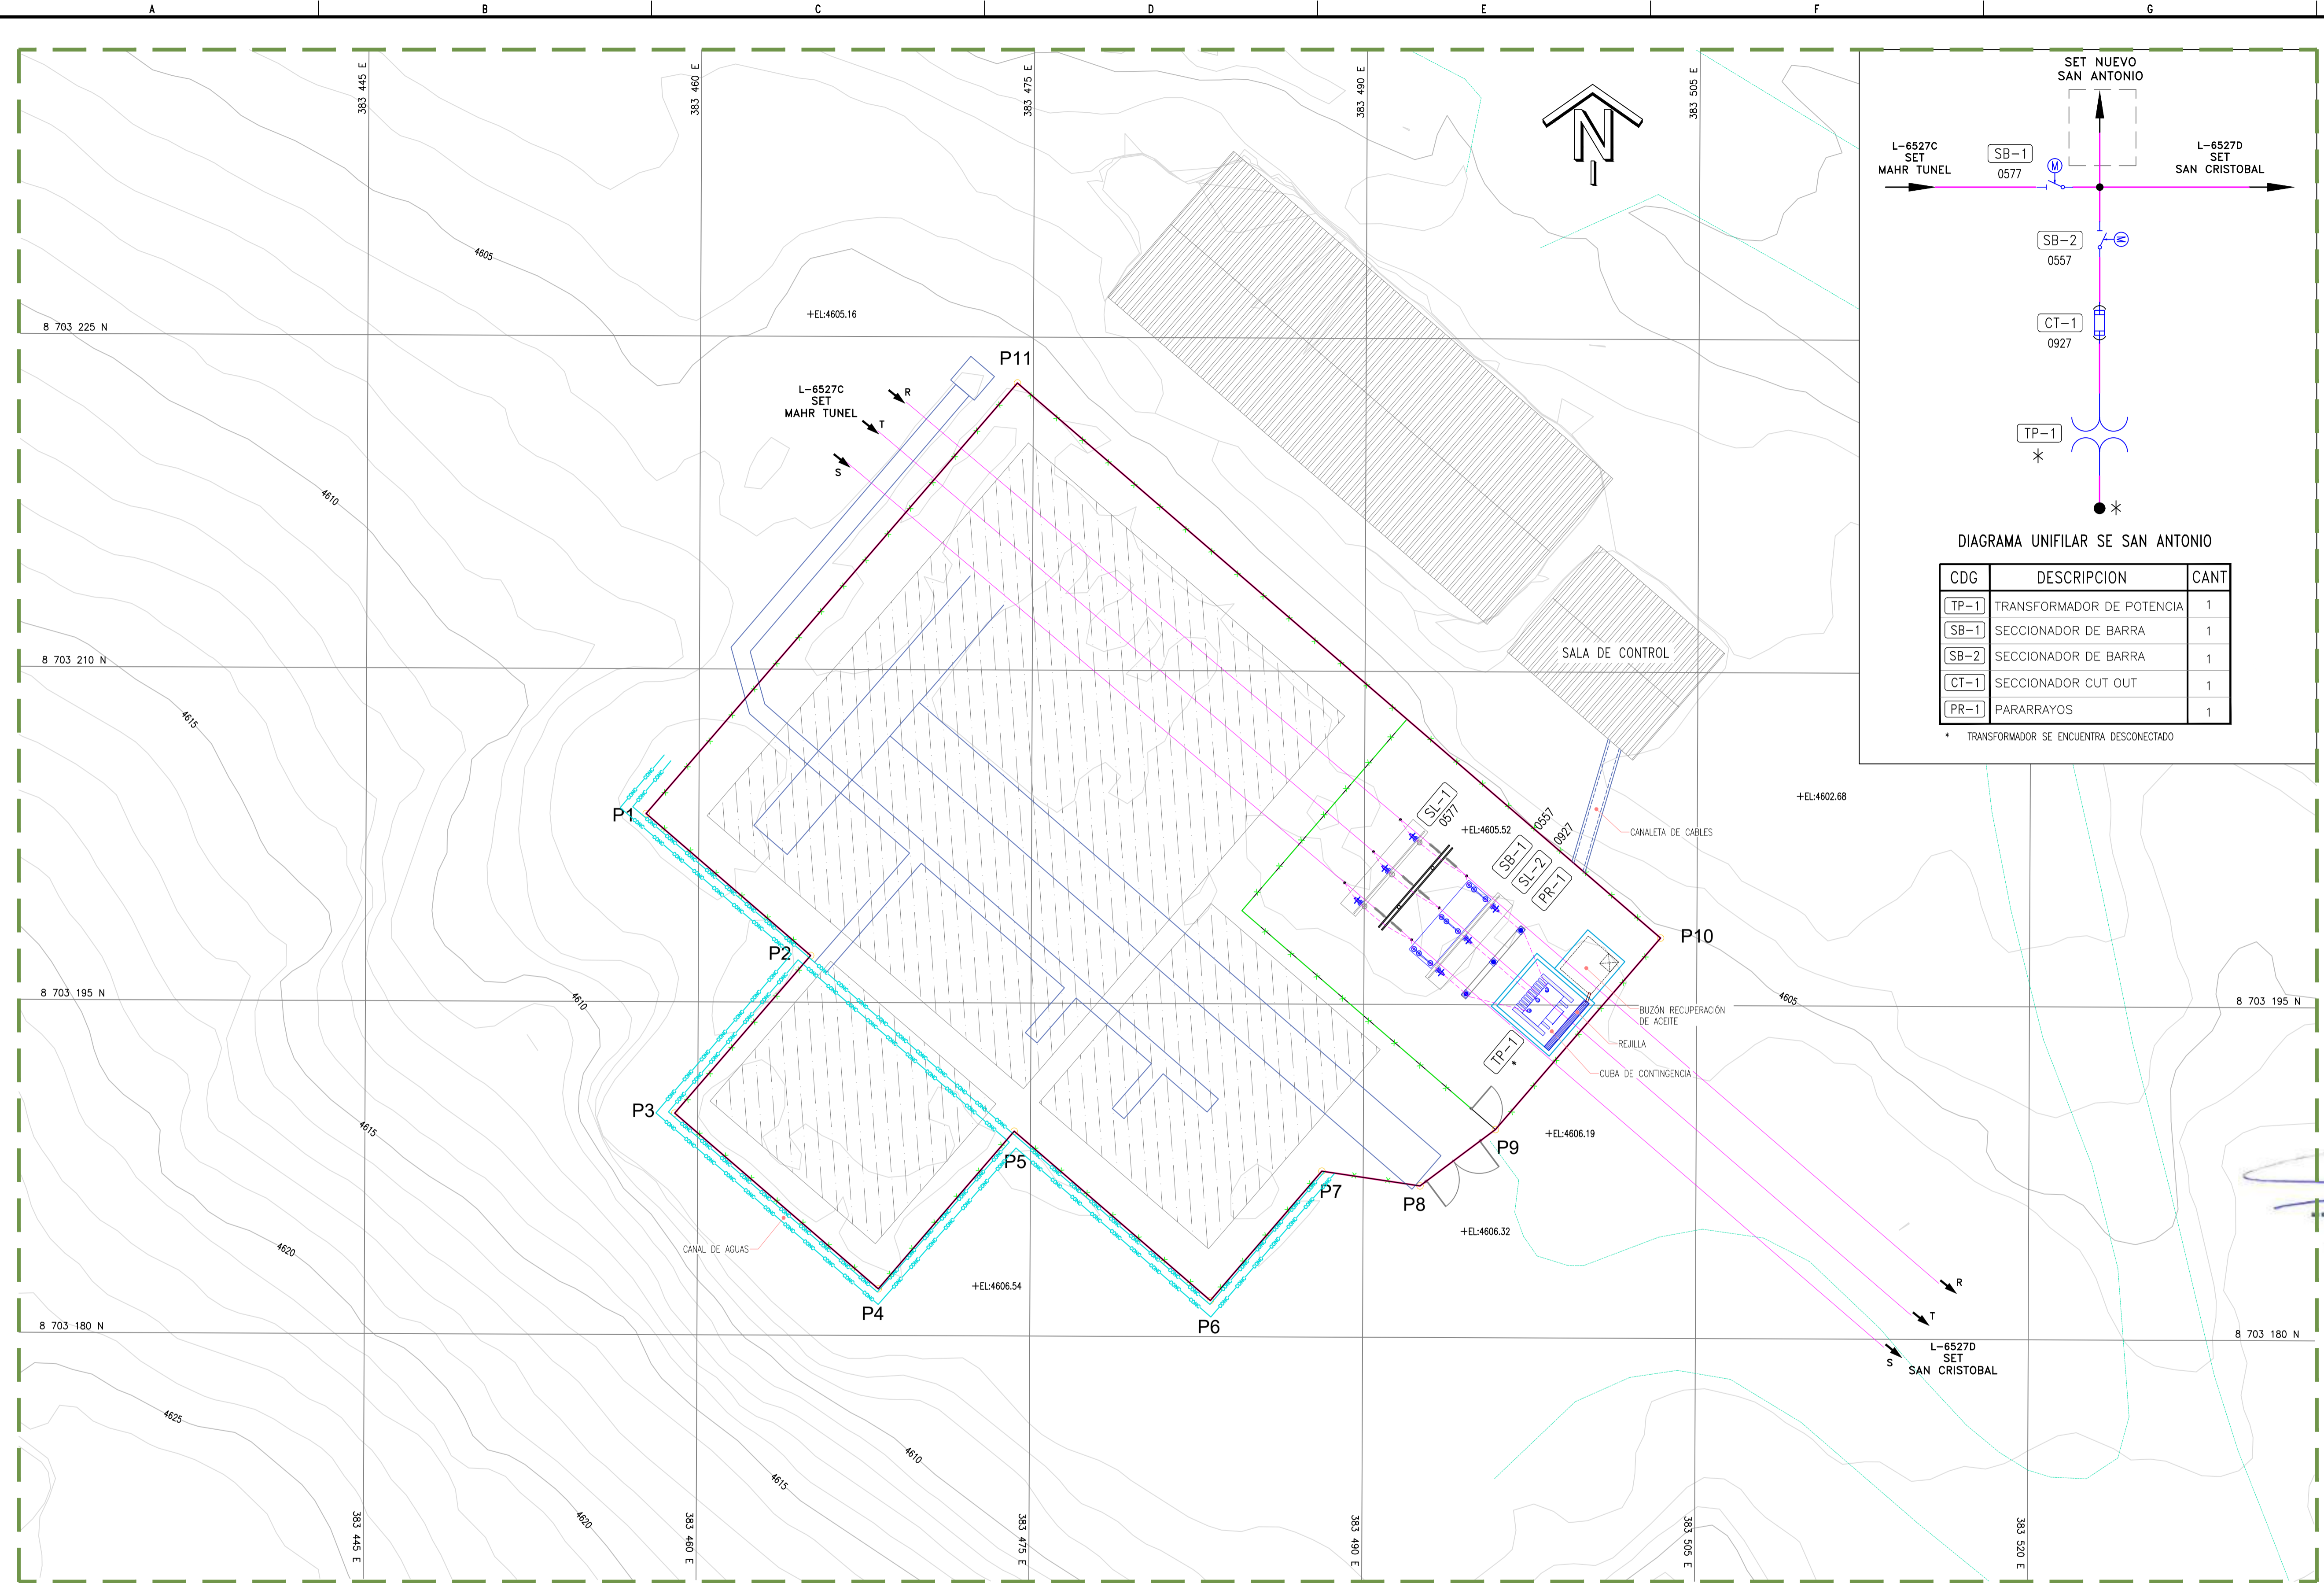 A
B
C
D
E
F
G
383 445 E
383 460 E
383 475 E
383 490 E
383 505 E
N
SET NUEVO
SAN ANTONIO
L-6527C
SET
MAHR TUNEL
SB-1
0577
M
L-6527D
SET
SAN CRISTOBAL
SB-2
0557
M
CT-1
0927
TP-1
*
*
DIAGRAMA UNIFILAR SE SAN ANTONIO
CDG DESCRIPCION CANT
TP-1 TRANSFORMADOR DE POTENCIA 1
SB-1 SECCIONADOR DE BARRA 1
SB-2 SECCIONADOR DE BARRA 1
CT-1 SECCIONADOR CUT OUT 1
PR-1 PARARRAYOS 1
* TRANSFORMADOR SE ENCUENTRA DESCONECTADO
4605
+EL:4605.16
8 703 225 N
P11
L-6527C
SET
MAHR TUNEL
R
T
S
4610
8 703 210 N
SALA DE CONTROL
4615
P1
SL-1
0577
+EL:4605.52
0557
0927
SB-1
SL-2
PR-1
CANALETA DE CABLES
+EL:4602.68
P2
P10
8 703 195 N
4610
4605
8 703 195 N
BUZÓN RECUPERACIÓN
DE ACEITE
REJILLA
TP-1
*
CUBA DE CONTINGENCIA
P3
4615
P5
P9
+EL:4606.19
P7
P8
CANAL DE AGUAS
4620
+EL:4606.32
+EL:4606.54
P4
P6
R
T
S
L-6527D
SET
SAN CRISTOBAL
8 703 180 N
8 703 180 N
4625
4610
4615
4620
383 445 E
383 460 E
383 475 E
383 490 E
383 505 E
383 520 E